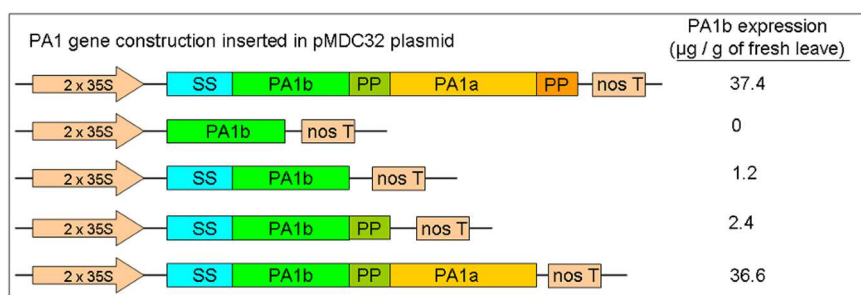 PA1 gene construction inserted in pMDC32 plasmid
PA1b expression
(µg / g of fresh leave)
2 x 35S SS PA1b PP PA1a PP nos T 37.4
2 x 35S PA1b nos T 0
2 x 35S SS PA1b nos T 1.2
2 x 35S SS PA1b PP nos T 2.4
2 x 35S SS PA1b PP PA1a nos T 36.6